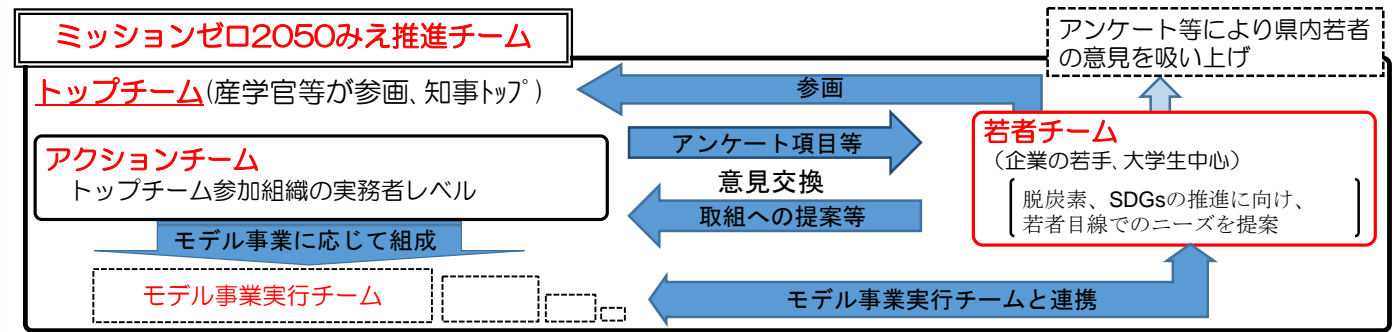 ミッションゼロ2050みえ推進チーム
アンケート等により県内若者
の意見を吸い上げ
トップチーム(産学官等が参画、知事ﾄｯﾌﾟ)
参画
アクションチーム
トップチーム参加組織の実務者レベル
アンケート項目等
意見交換
取組への提案等
若者チーム
（企業の若手、大学生中心）
脱炭素、SDGsの推進に向け、
若者目線でのニーズを提案
モデル事業に応じて組成
モデル事業実行チーム
モデル事業実行チームと連携